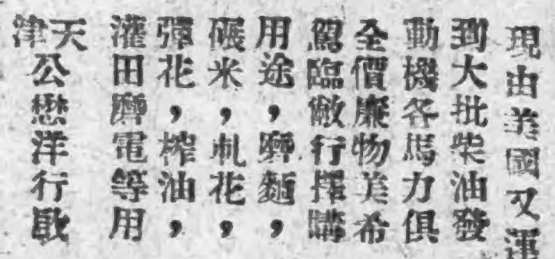 現由美國又運
到大批柴油發
動機各馬力俱
全價廉物美希
駕臨敝行擇購
用途，磨麵，
碾米，軋花，
彈花，榨油，
灌田磨電等用
天津公懋洋行啟